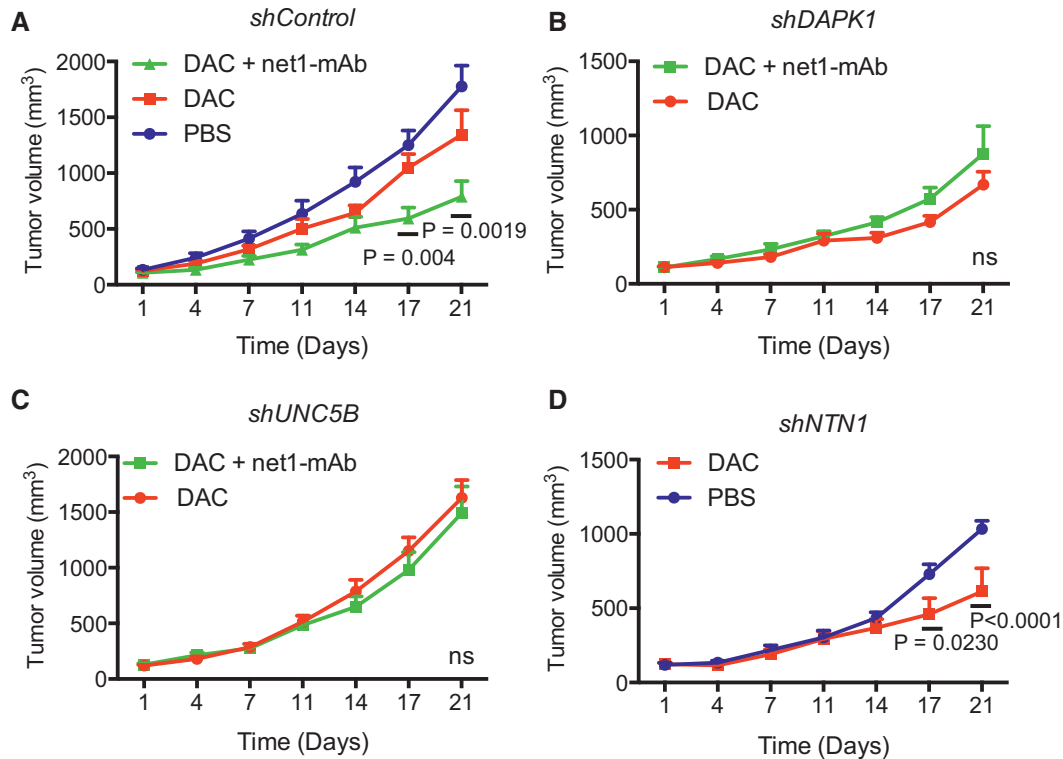 A
shControl
DAC + net1-mAb
DAC
PBS
Tumor volume (mm³)
2000
1500
1000
500
0
P = 0.0019
P = 0.004
1 4 7 11 14 17 21
Time (Days)
B
shDAPK1
DAC + net1-mAb
DAC
Tumor volume (mm³)
1500
1000
500
0
ns
1 4 7 11 14 17 21
Time (Days)
C
shUNC5B
DAC + net1-mAb
DAC
Tumor volume (mm³)
2000
1500
1000
500
0
ns
1 4 7 11 14 17 21
Time (Days)
D
shNTN1
DAC
PBS
Tumor volume (mm³)
1500
1000
500
0
P<0.0001
P = 0.0230
1 4 7 11 14 17 21
Time (Days)